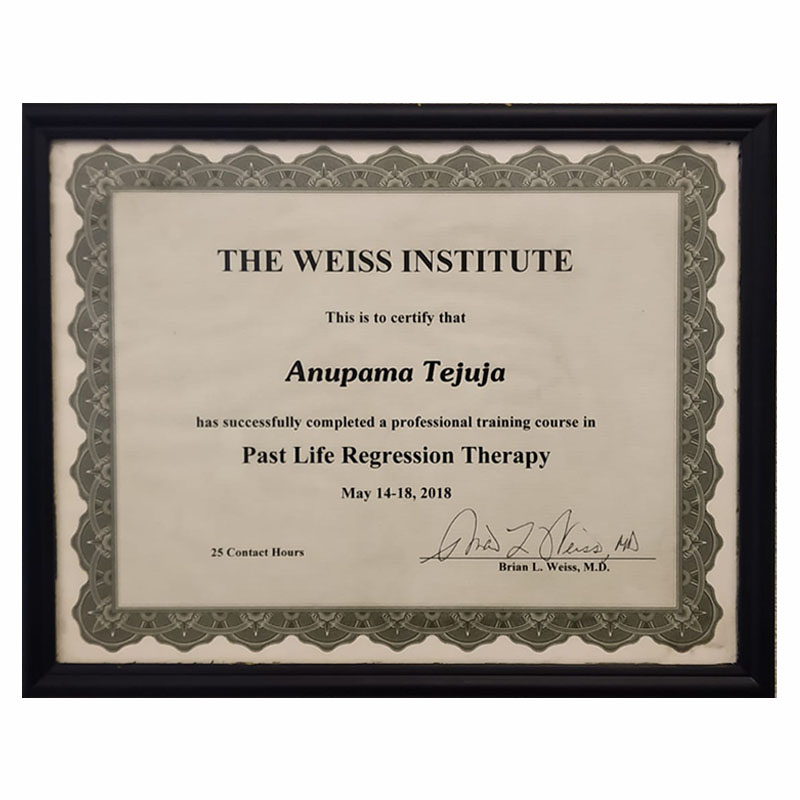 THE WEISS INSTITUTE
This is to certify that
Anupama Tejuja
has successfully completed a professional training course in
Past Life Regression Therapy
May 14-18, 2018
25 Contact Hours
Brian L. Weiss, MD
Brian L. Weiss, M.D.